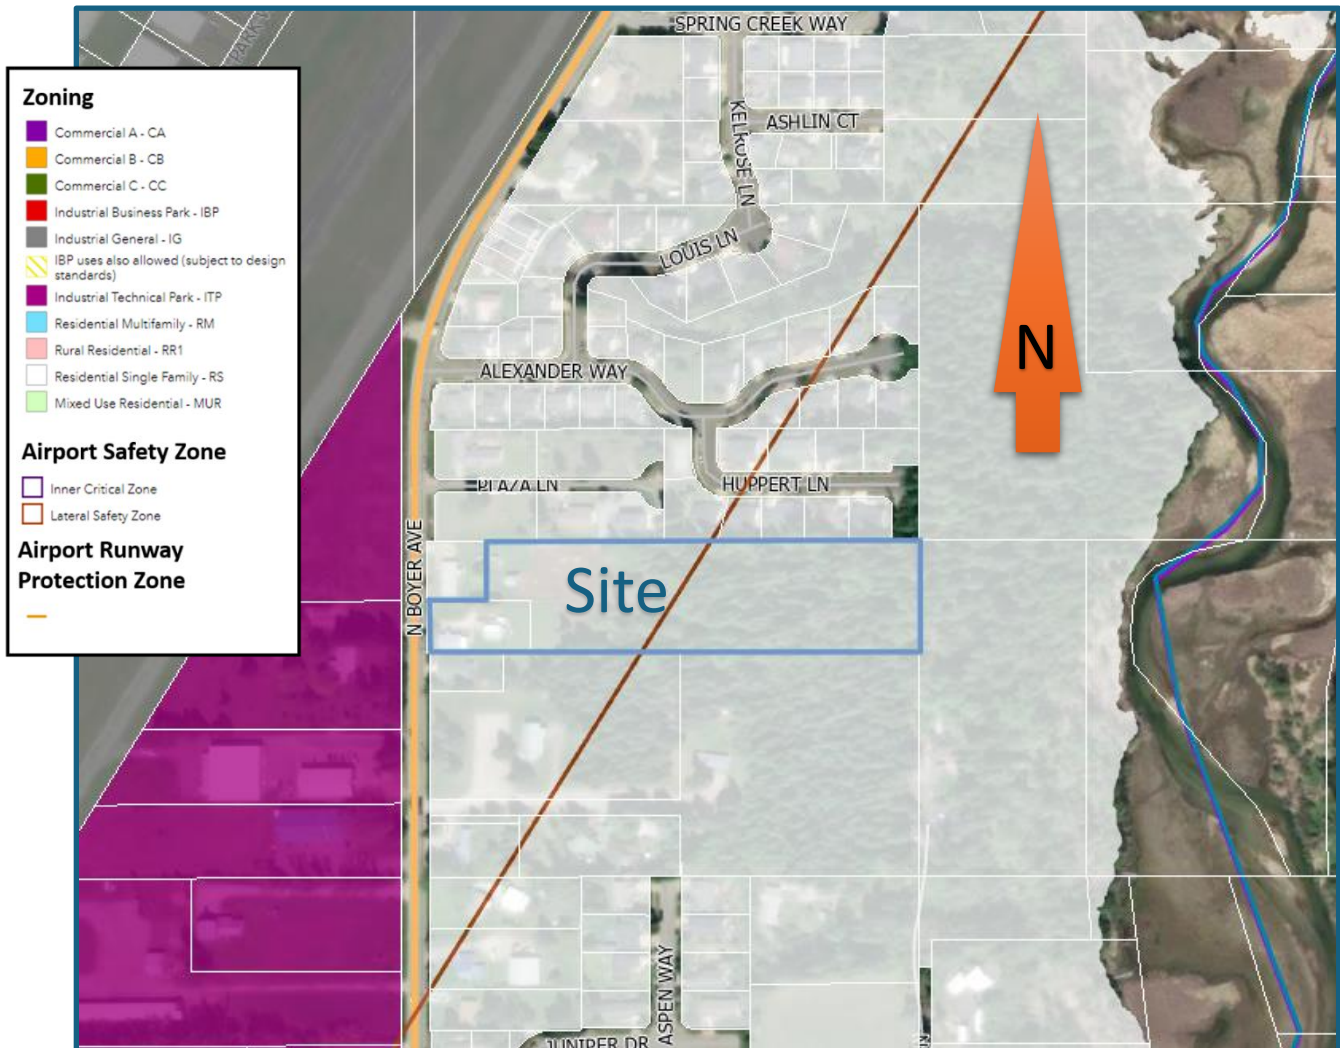 SPRING CREEK WAY
PARK
Zoning
Commercial A - CA
Commercial B - CB
Commercial C - CC
Industrial Business Park - IBP
Industrial General - IG
IBP uses also allowed (subject to design
standards)
Industrial Technical Park - ITP
Residential Multifamily - RM
Rural Residential - RR1
Residential Single Family - RS
Mixed Use Residential - MUR
Airport Safety Zone
Inner Critical Zone
Lateral Safety Zone
Airport Runway
Protection Zone
KELROSE LN
ASHLIN CT
LOUIS LN
N
ALEXANDER WAY
PLAZA LN
HUPPERT LN
N BOYER AVE
Site
ASPEN WAY
JUNIPER DR